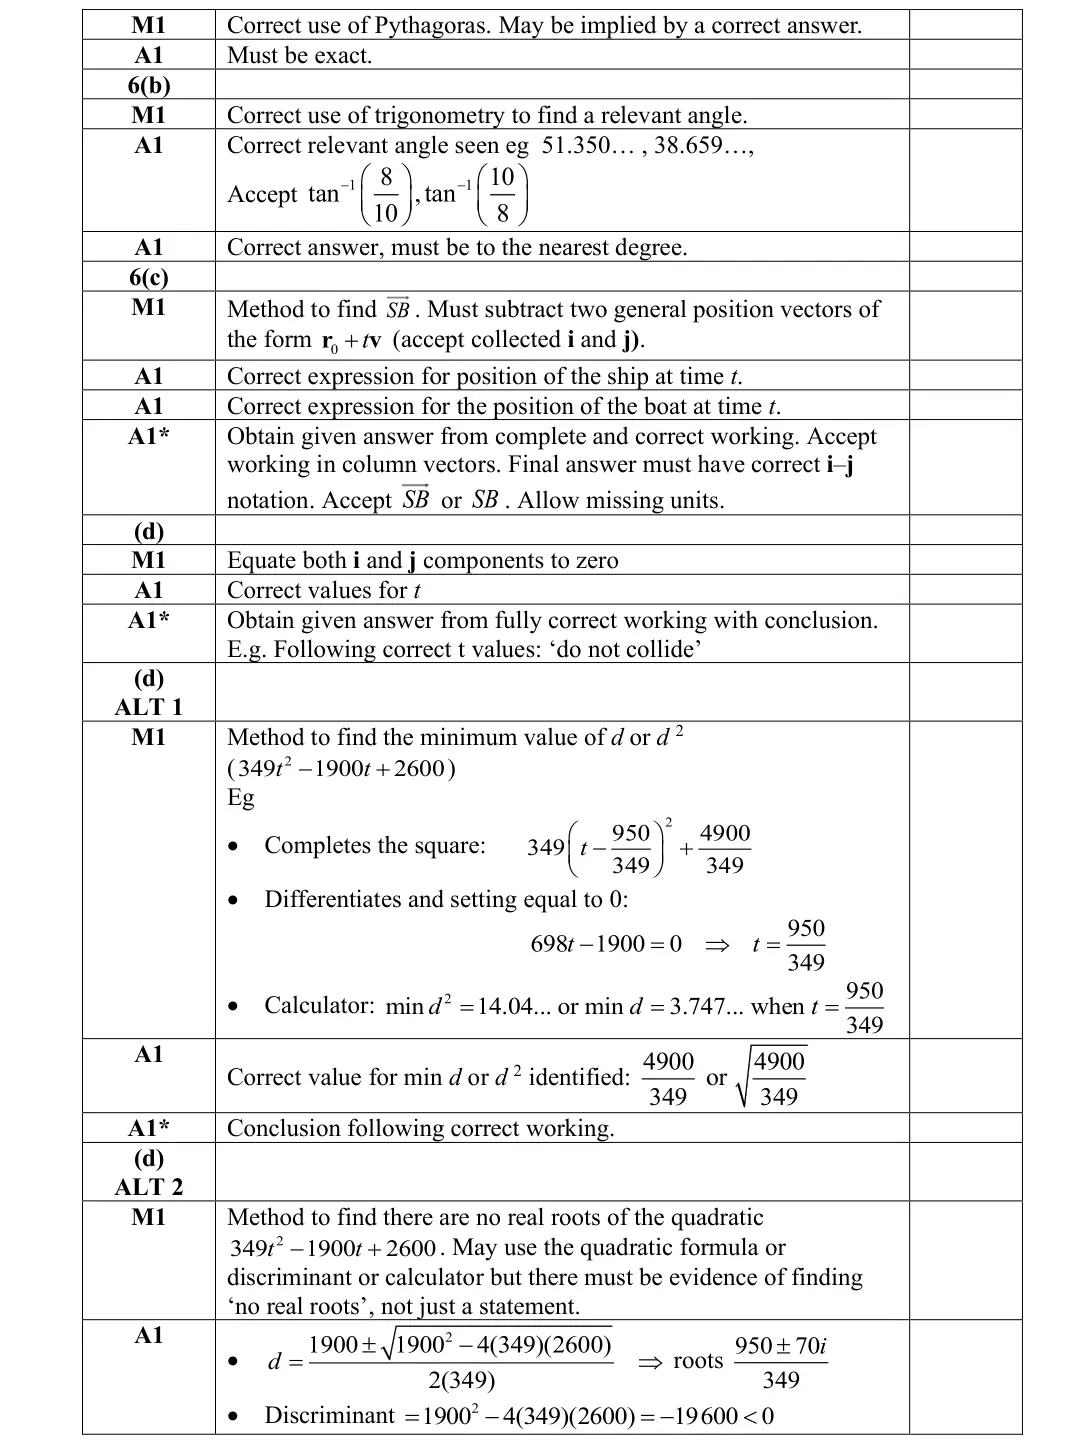 M1 Correct use of Pythagoras. May be implied by a correct answer.
A1 Must be exact.
6(b)
M1 Correct use of trigonometry to find a relevant angle.
A1 Correct relevant angle seen eg 51.350… , 38.659…,
Accept tan⁻¹(8/10), tan⁻¹(10/8)
A1 Correct answer, must be to the nearest degree.
6(c)
M1 Method to find SB⃗ . Must subtract two general position vectors of
the form r₀ + tv (accept collected i and j).
A1 Correct expression for position of the ship at time t.
A1 Correct expression for the position of the boat at time t.
A1* Obtain given answer from complete and correct working. Accept
working in column vectors. Final answer must have correct i–j
notation. Accept SB⃗ or SB . Allow missing units.
(d)
M1 Equate both i and j components to zero
A1 Correct values for t
A1* Obtain given answer from fully correct working with conclusion.
E.g. Following correct t values: ‘do not collide’
(d)
ALT 1
M1 Method to find the minimum value of d or d ²
(349t² −1900t + 2600)
Eg
• Completes the square: 349(t − 950/349)² + 4900/349
• Differentiates and setting equal to 0:
698t −1900 = 0 ⇒ t = 950/349
• Calculator: min d² = 14.04... or min d = 3.747... when t = 950/349
A1 Correct value for min d or d ² identified: 4900/349 or √(4900/349)
A1* Conclusion following correct working.
(d)
ALT 2
M1 Method to find there are no real roots of the quadratic
349t² −1900t + 2600 . May use the quadratic formula or
discriminant or calculator but there must be evidence of finding
‘no real roots’, not just a statement.
A1 • d = (1900 ± √(1900² − 4(349)(2600)))/(2(349)) ⇒ roots (950 ± 70i)/349
• Discriminant = 1900² − 4(349)(2600) = −19600 < 0